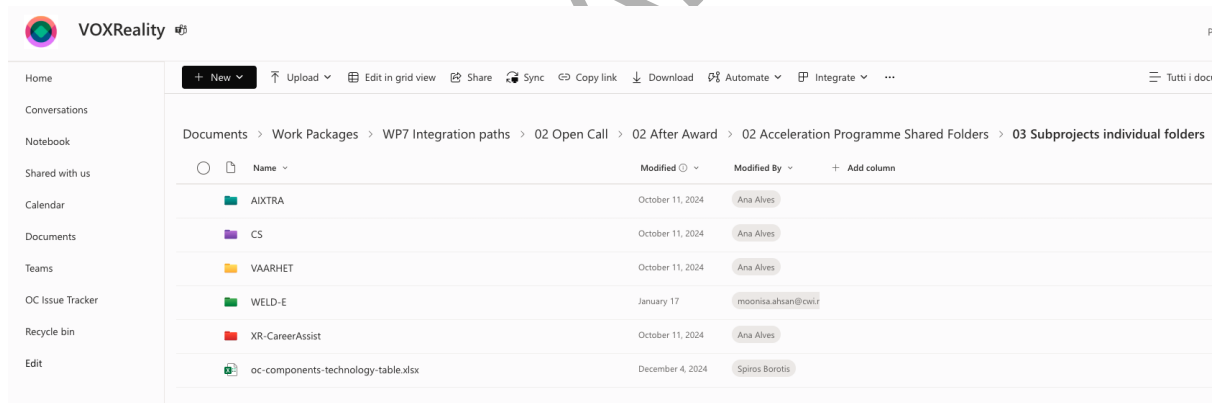 VOXReality
P
Home
Conversations
Notebook
Shared with us
Calendar
Documents
Teams
OC Issue Tracker
Recycle bin
Edit
+ New Upload Edit in grid view Share Sync Copy link Download Automate Integrate ... Tutti i docu
Documents > Work Packages > WP7 Integration paths > 02 Open Call > 02 After Award > 02 Acceleration Programme Shared Folders > 03 Subprojects individual folders
Name Modified Modified By + Add column
AIXTRA October 11, 2024 Ana Alves
CS October 11, 2024 Ana Alves
VAARHET October 11, 2024 Ana Alves
WELD-E January 17 moonisa.ahsan@cwi.r
XR-CareerAssist October 11, 2024 Ana Alves
oc-components-technology-table.xlsx December 4, 2024 Spiros Borotis